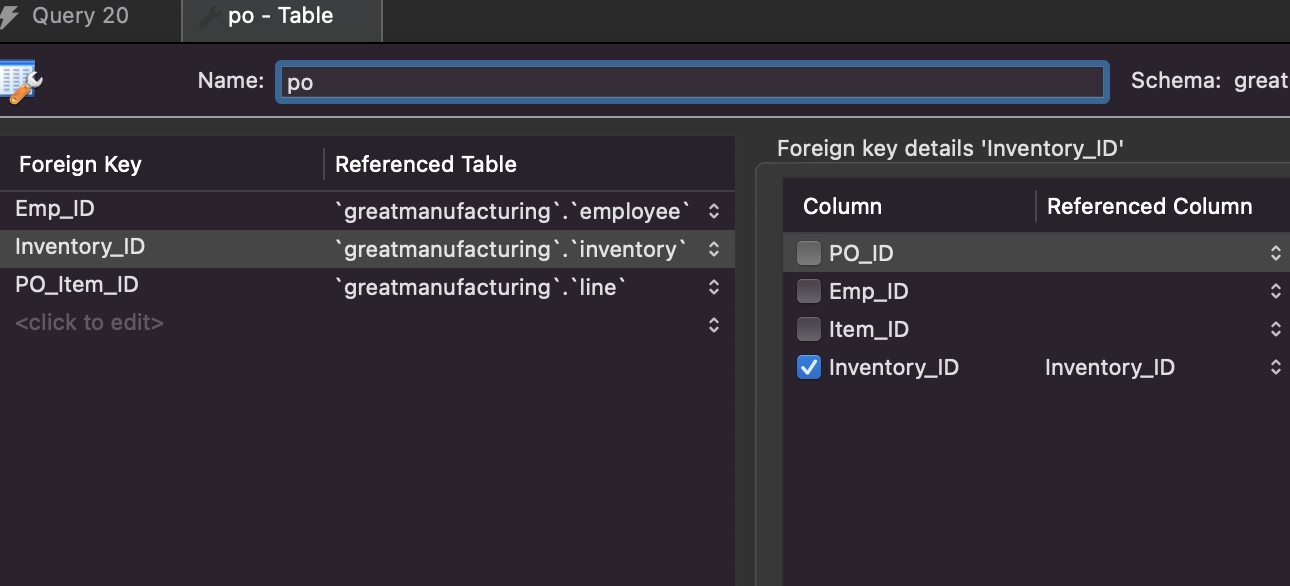 Query 20
po - Table
Name: po
Schema: great
Foreign Key Referenced Table
Emp_ID `greatmanufacturing`.`employee`
Inventory_ID `greatmanufacturing`.`inventory`
PO_Item_ID `greatmanufacturing`.`line`
<click to edit>
Foreign key details 'Inventory_ID'
Column Referenced Column
PO_ID
Emp_ID
Item_ID
Inventory_ID Inventory_ID